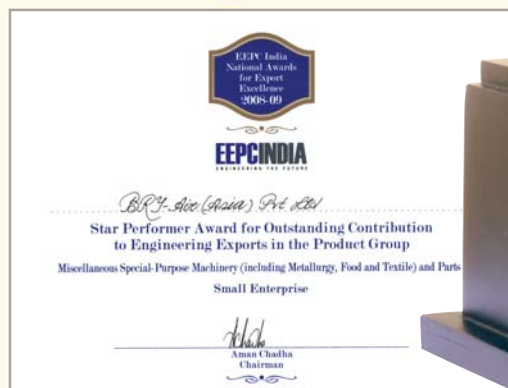 EEPC India
National Awards
for Export
Excellence
2008-09
EEPCINDIA
ENGINEERING THE FUTURE
BRY-Air (Asia) Pvt Ltd
Star Performer Award for Outstanding Contribution
to Engineering Exports in the Product Group
Miscellaneous Special-Purpose Machinery (including Metallurgy, Food and Textile) and Parts
Small Enterprise
Aman Chadha
Chairman